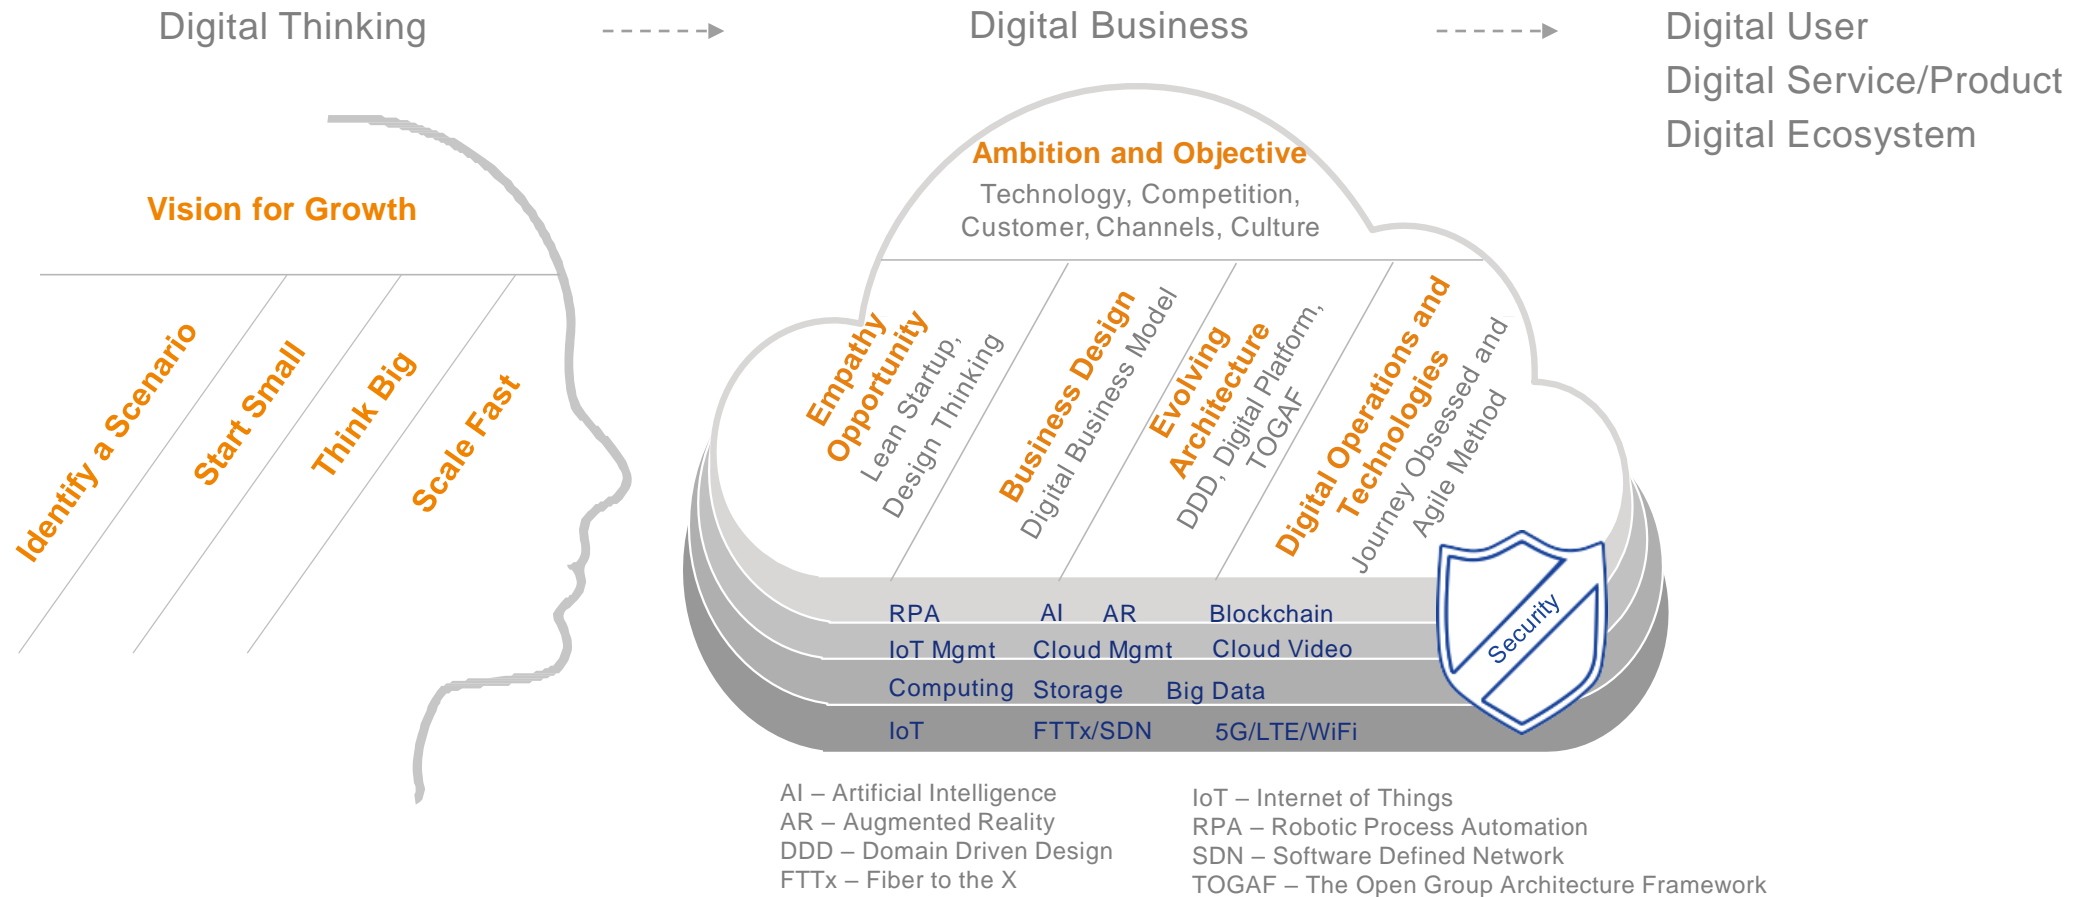 Digital Thinking
Digital Business
Digital User
Digital Service/Product
Digital Ecosystem
Vision for Growth
Identify a Scenario
Start Small
Think Big
Scale Fast
Ambition and Objective
Technology, Competition,
Customer, Channels, Culture
Empathy
Opportunity
Lean Startup,
Design Thinking
Business Design
Digital Business Model
Evolving
Architecture
DDD, Digital Platform,
TOGAF
Digital Operations and
Technologies
Journey Obsessed and
Agile Method
RPA AI AR Blockchain
IoT Mgmt Cloud Mgmt Cloud Video
Computing Storage Big Data
IoT FTTx/SDN 5G/LTE/WiFi
Security
AI – Artificial Intelligence
AR – Augmented Reality
DDD – Domain Driven Design
FTTx – Fiber to the X
IoT – Internet of Things
RPA – Robotic Process Automation
SDN – Software Defined Network
TOGAF – The Open Group Architecture Framework